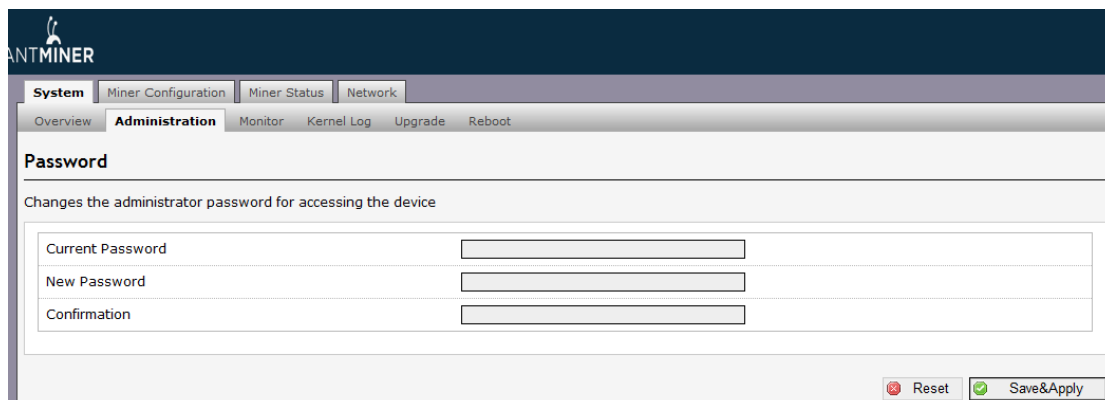 ANTMINER
System Miner Configuration Miner Status Network
Overview Administration Monitor Kernel Log Upgrade Reboot
Password
Changes the administrator password for accessing the device
Current Password
New Password
Confirmation
Reset Save&Apply